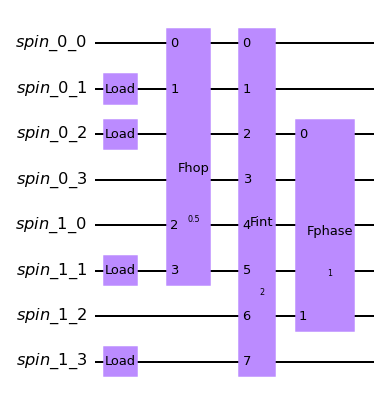 spin_0_0 0 0
spin_0_1 Load 1 1
spin_0_2 Load 2 0
Fhop
spin_0_3 3
0.5
spin_1_0 2 4 Fint Fphase
spin_1_1 Load 3 5 1
2
spin_1_2 6 1
spin_1_3 Load 7